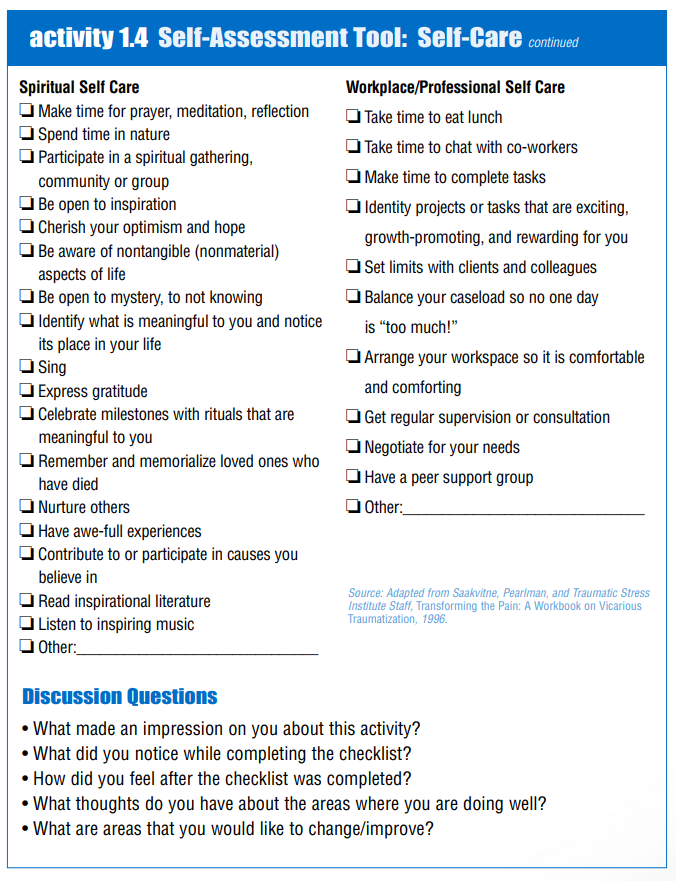 activity 1.4 Self-Assessment Tool: Self-Care continued
Spiritual Self Care
❏ Make time for prayer, meditation, reflection
❏ Spend time in nature
❏ Participate in a spiritual gathering,
community or group
❏ Be open to inspiration
❏ Cherish your optimism and hope
❏ Be aware of nontangible (nonmaterial)
aspects of life
❏ Be open to mystery, to not knowing
❏ Identify what is meaningful to you and notice
its place in your life
❏ Sing
❏ Express gratitude
❏ Celebrate milestones with rituals that are
meaningful to you
❏ Remember and memorialize loved ones who
have died
❏ Nurture others
❏ Have awe-full experiences
❏ Contribute to or participate in causes you
believe in
❏ Read inspirational literature
❏ Listen to inspiring music
❏ Other:______________________________
Workplace/Professional Self Care
❏ Take time to eat lunch
❏ Take time to chat with co-workers
❏ Make time to complete tasks
❏ Identity projects or tasks that are exciting,
growth-promoting, and rewarding for you
❏ Set limits with clients and colleagues
❏ Balance your caseload so no one day
is “too much!”
❏ Arrange your workspace so it is comfortable
and comforting
❏ Get regular supervision or consultation
❏ Negotiate for your needs
❏ Have a peer support group
❏ Other:______________________________
Source: Adapted from Saakvitne, Pearlman, and Traumatic Stress
Institute Staff, Transforming the Pain: A Workbook on Vicarious
Traumatization, 1996.
Discussion Questions
• What made an impression on you about this activity?
• What did you notice while completing the checklist?
• How did you feel after the checklist was completed?
• What thoughts do you have about the areas where you are doing well?
• What are areas that you would like to change/improve?